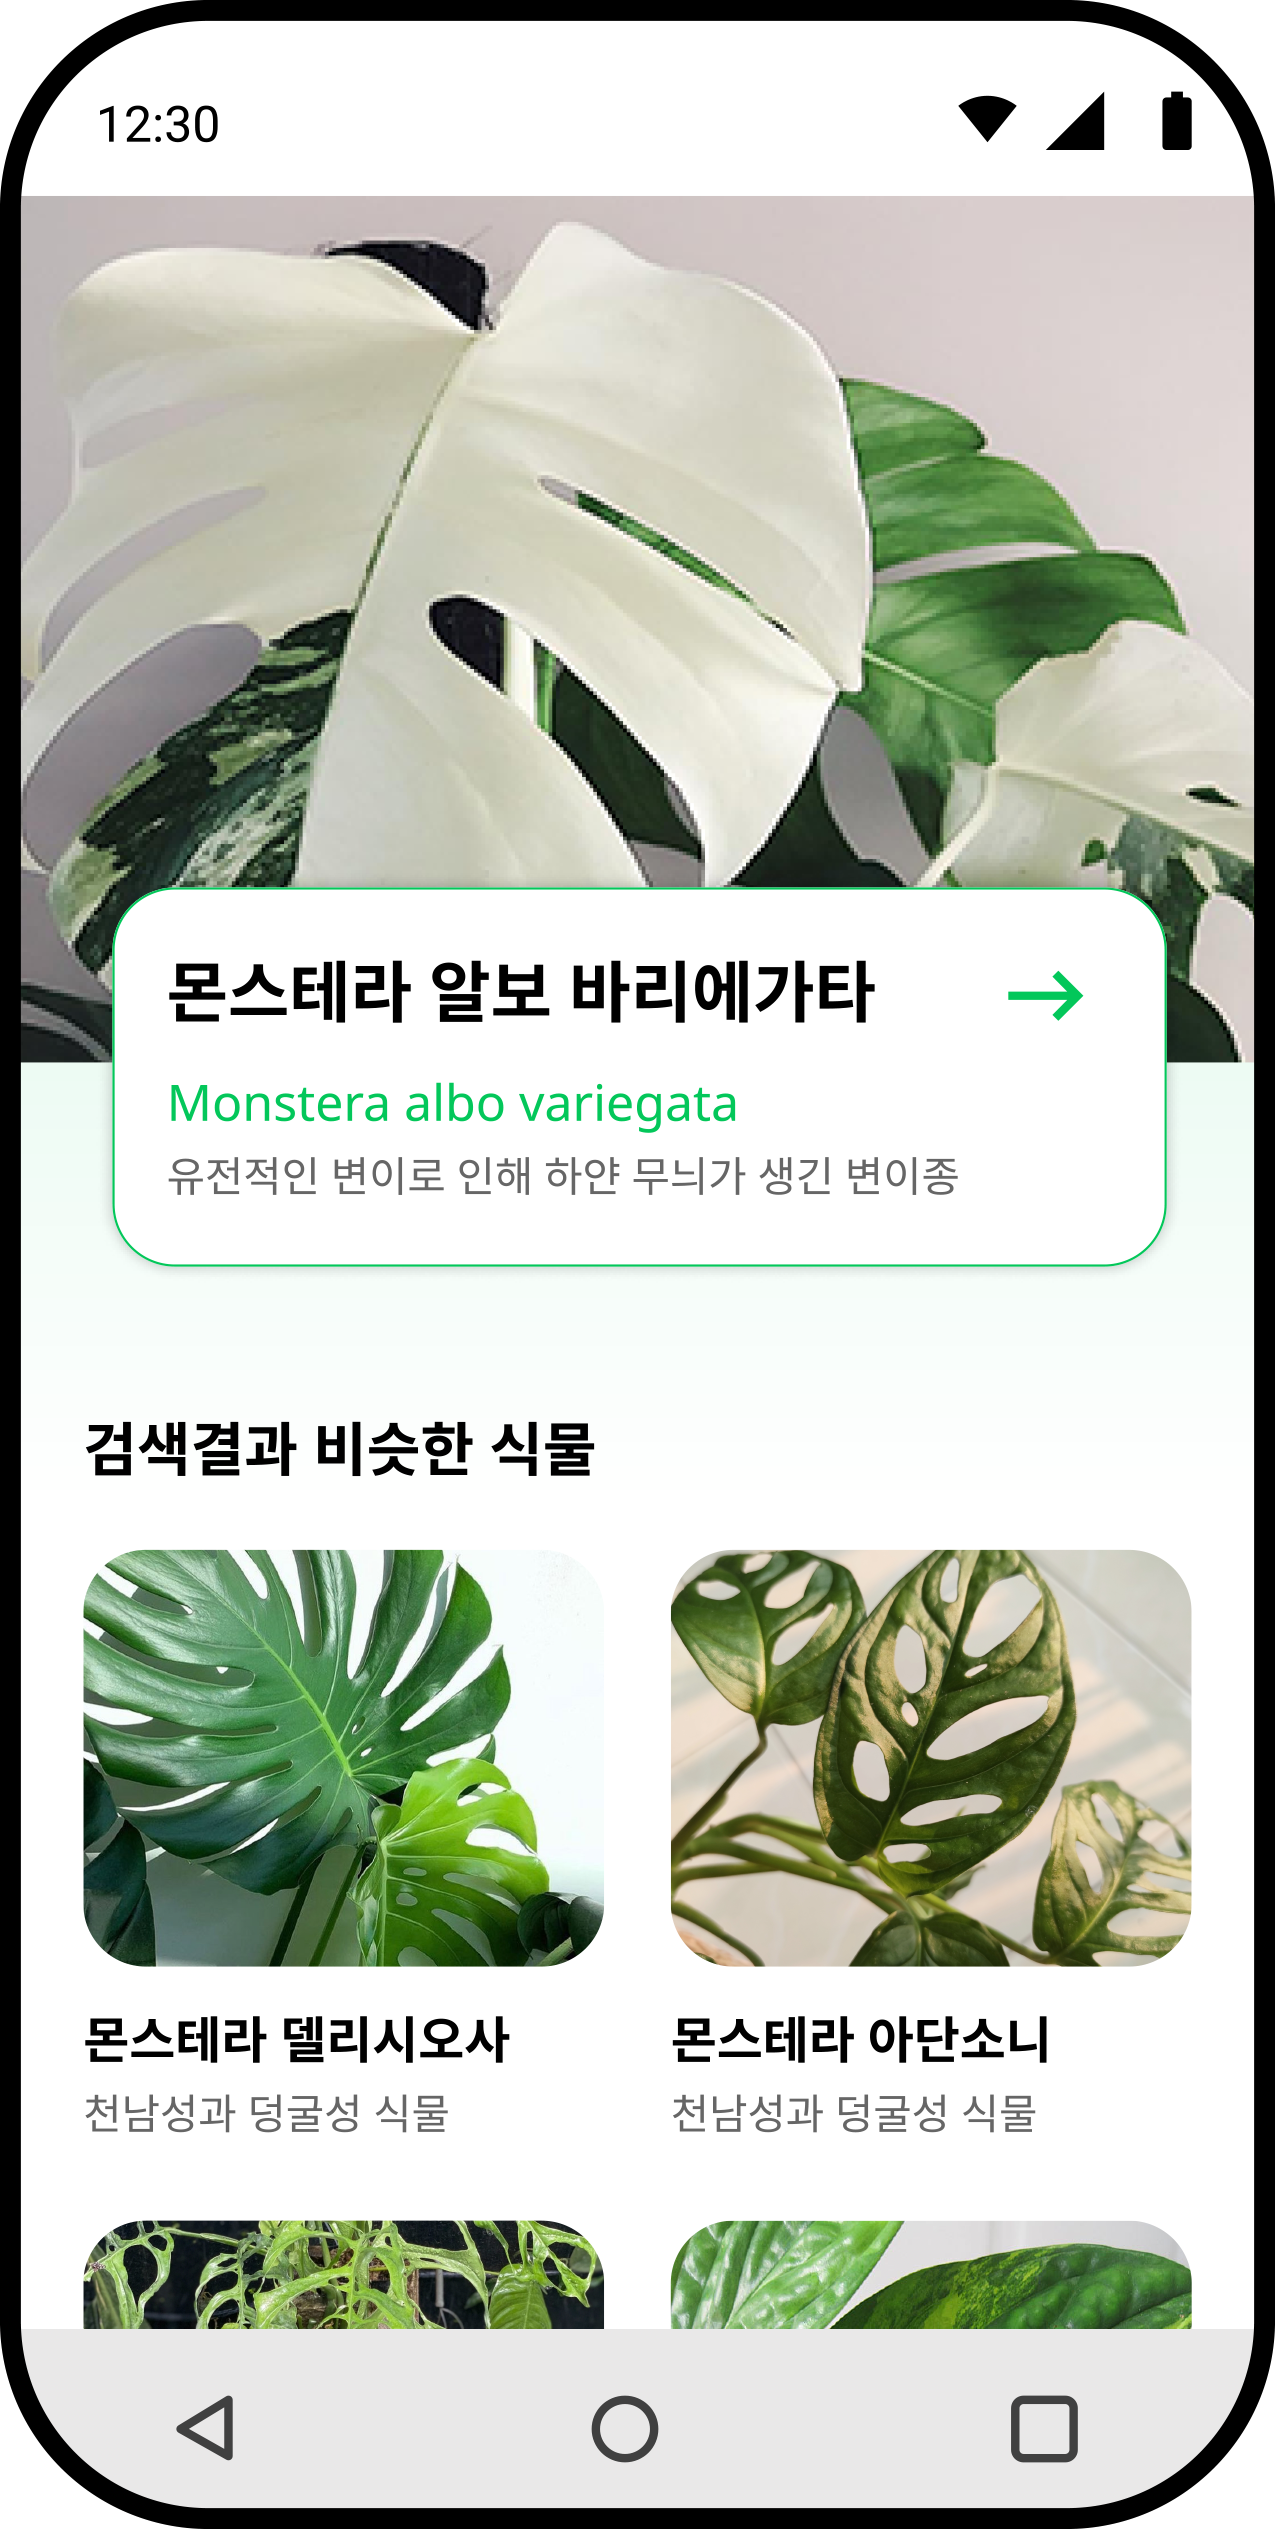 12:30
몬스테라 알보 바리에가타
Monstera albo variegata
유전적인 변이로 인해 하얀 무늬가 생긴 변이종
검색결과 비슷한 식물
몬스테라 델리시오사
천남성과 덩굴성 식물
몬스테라 아단소니
천남성과 덩굴성 식물